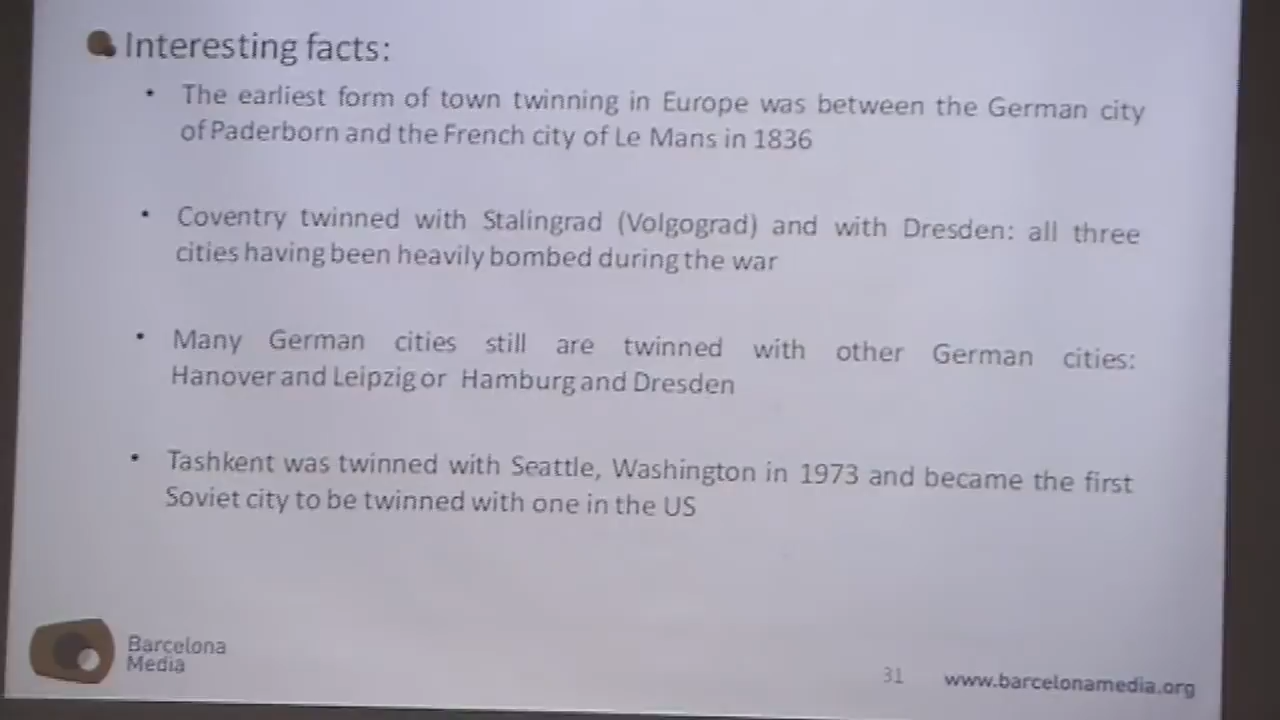 Interesting facts:
• The earliest form of town twinning in Europe was between the German city
of Paderborn and the French city of Le Mans in 1836
• Coventry twinned with Stalingrad (Volgograd) and with Dresden: all three
cities having been heavily bombed during the war
• Many German cities still are twinned with other German cities:
Hanover and Leipzig or Hamburg and Dresden
• Tashkent was twinned with Seattle, Washington in 1973 and became the first
Soviet city to be twinned with one in the US
Barcelona
Media
31
www.barcelonamedia.org